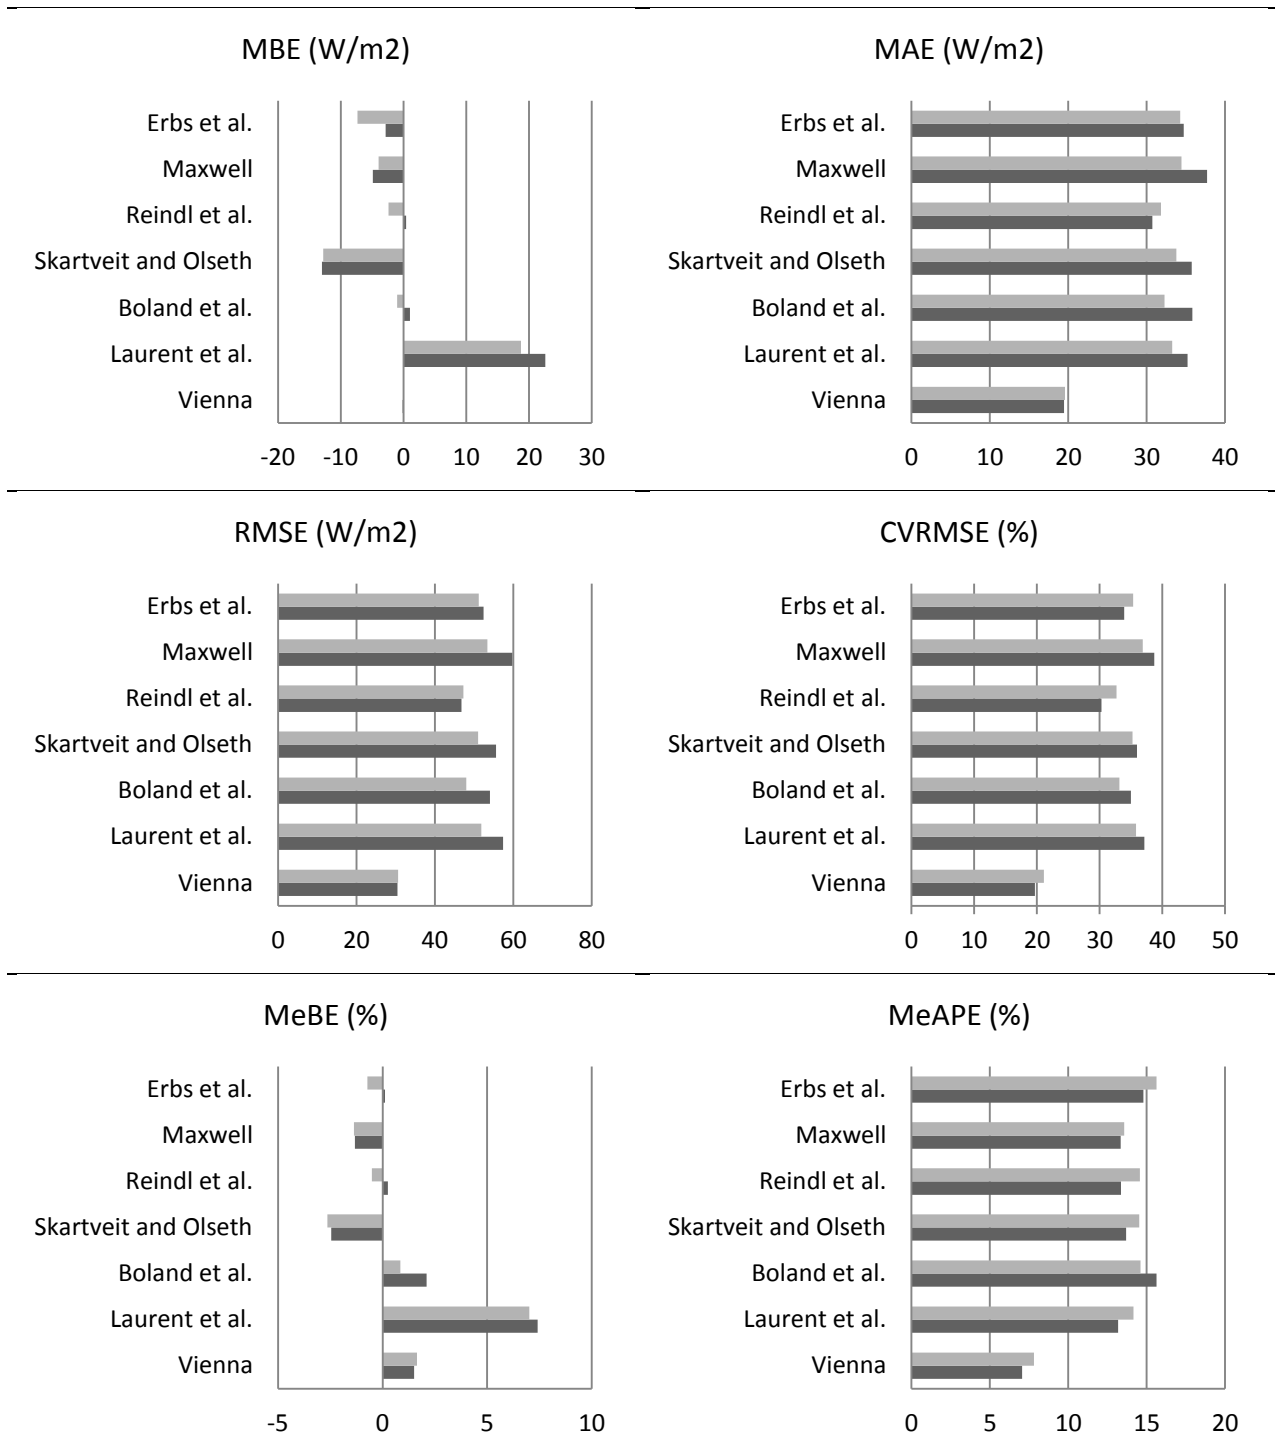 MBE (W/m2)
Erbs et al.
Maxwell
Reindl et al.
Skartveit and Olseth
Boland et al.
Laurent et al.
Vienna
-20 -10 0 10 20 30
MAE (W/m2)
Erbs et al.
Maxwell
Reindl et al.
Skartveit and Olseth
Boland et al.
Laurent et al.
Vienna
0 10 20 30 40
RMSE (W/m2)
Erbs et al.
Maxwell
Reindl et al.
Skartveit and Olseth
Boland et al.
Laurent et al.
Vienna
0 20 40 60 80
CVRMSE (%)
Erbs et al.
Maxwell
Reindl et al.
Skartveit and Olseth
Boland et al.
Laurent et al.
Vienna
0 10 20 30 40 50
MeBE (%)
Erbs et al.
Maxwell
Reindl et al.
Skartveit and Olseth
Boland et al.
Laurent et al.
Vienna
-5 0 5 10
MeAPE (%)
Erbs et al.
Maxwell
Reindl et al.
Skartveit and Olseth
Boland et al.
Laurent et al.
Vienna
0 5 10 15 20